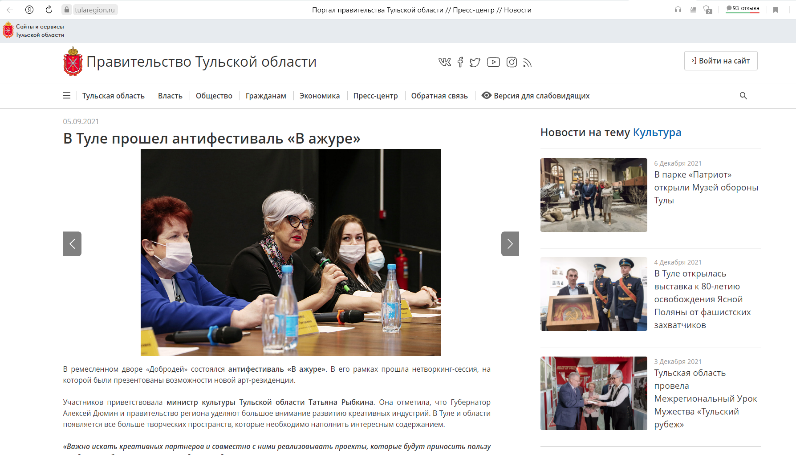 tularegion.ru
Портал правительства Тульской области // Пресс-центр // Новости
93 отзыва
Сайты и сервисы
Тульской области
Правительство Тульской области
Войти на сайт
Тульская область
Власть
Общество
Гражданам
Экономика
Пресс-центр
Обратная связь
Версия для слабовидящих
05.09.2021
В Туле прошел антифестиваль «В ажуре»
В ремесленном дворе «Добродей» состоялся антифестиваль «В ажуре». В его рамках прошла нетворкинг-сессия, на
которой были презентованы возможности новой арт-резиденции.
Участников приветствовала министр культуры Тульской области Татьяна Рыбкина. Она отметила, что Губернатор
Алексей Дюмин и правительство региона уделяют большое внимание развитию креативных индустрий. В Туле и области
появляется все больше творческих пространств, которые необходимо наполнить интересным содержанием.
«Важно искать креативных партнеров и совместно с ними реализовывать проекты, которые будут приносить пользу
Новости на тему Культура
6 Декабря 2021
В парке «Патриот»
открыли Музей обороны
Тулы
4 Декабря 2021
В Туле открылась
выставка к 80-летию
освобождения Ясной
Поляны от фашистских
захватчиков
3 Декабря 2021
Тульская область
провела
Межрегиональный Урок
Мужества «Тульский
рубеж»